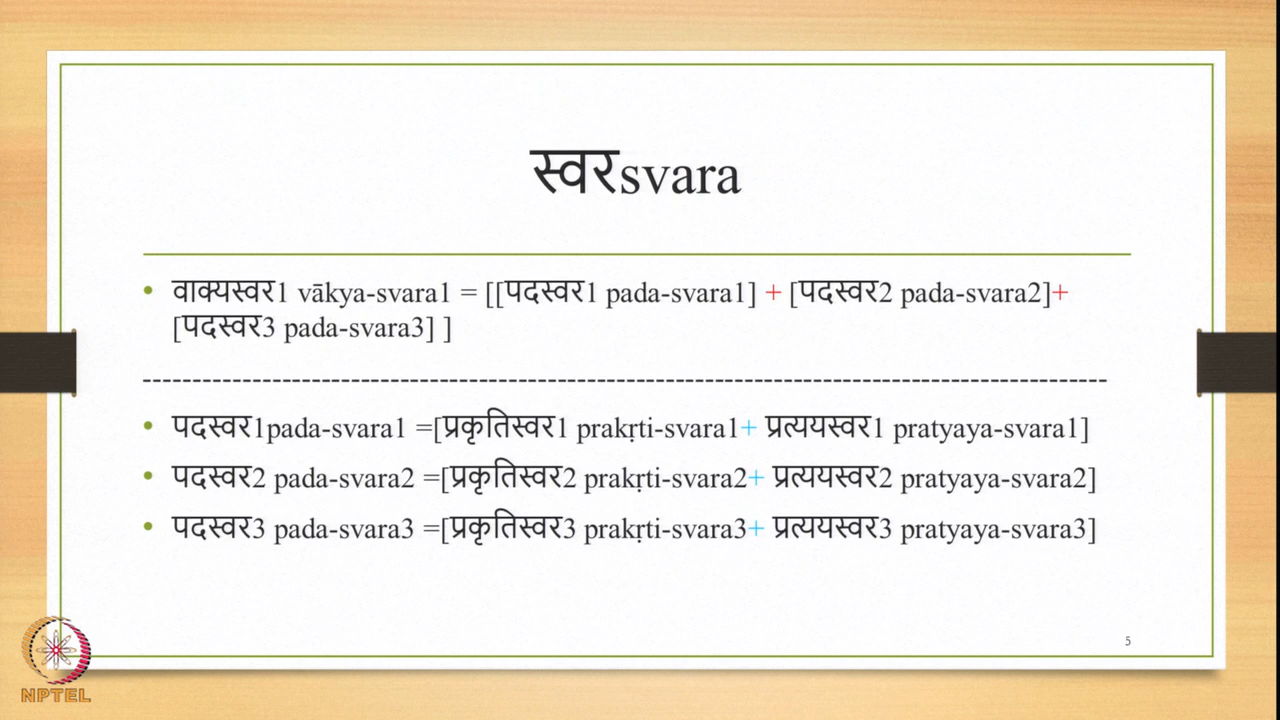 स्वरsvara
• वाक्यस्वर1 vākya-svara1 = [[पदस्वर1 pada-svara1] + [पदस्वर2 pada-svara2]+
[पदस्वर3 pada-svara3] ]
--------------------------------------------------------------------------------------------------
• पदस्वर1pada-svara1 =[प्रकृतिस्वर1 prakṛti-svara1+ प्रत्ययस्वर1 pratyaya-svara1]
• पदस्वर2 pada-svara2 =[प्रकृतिस्वर2 prakṛti-svara2+ प्रत्ययस्वर2 pratyaya-svara2]
• पदस्वर3 pada-svara3 =[प्रकृतिस्वर3 prakṛti-svara3+ प्रत्ययस्वर3 pratyaya-svara3]
5
NPTEL